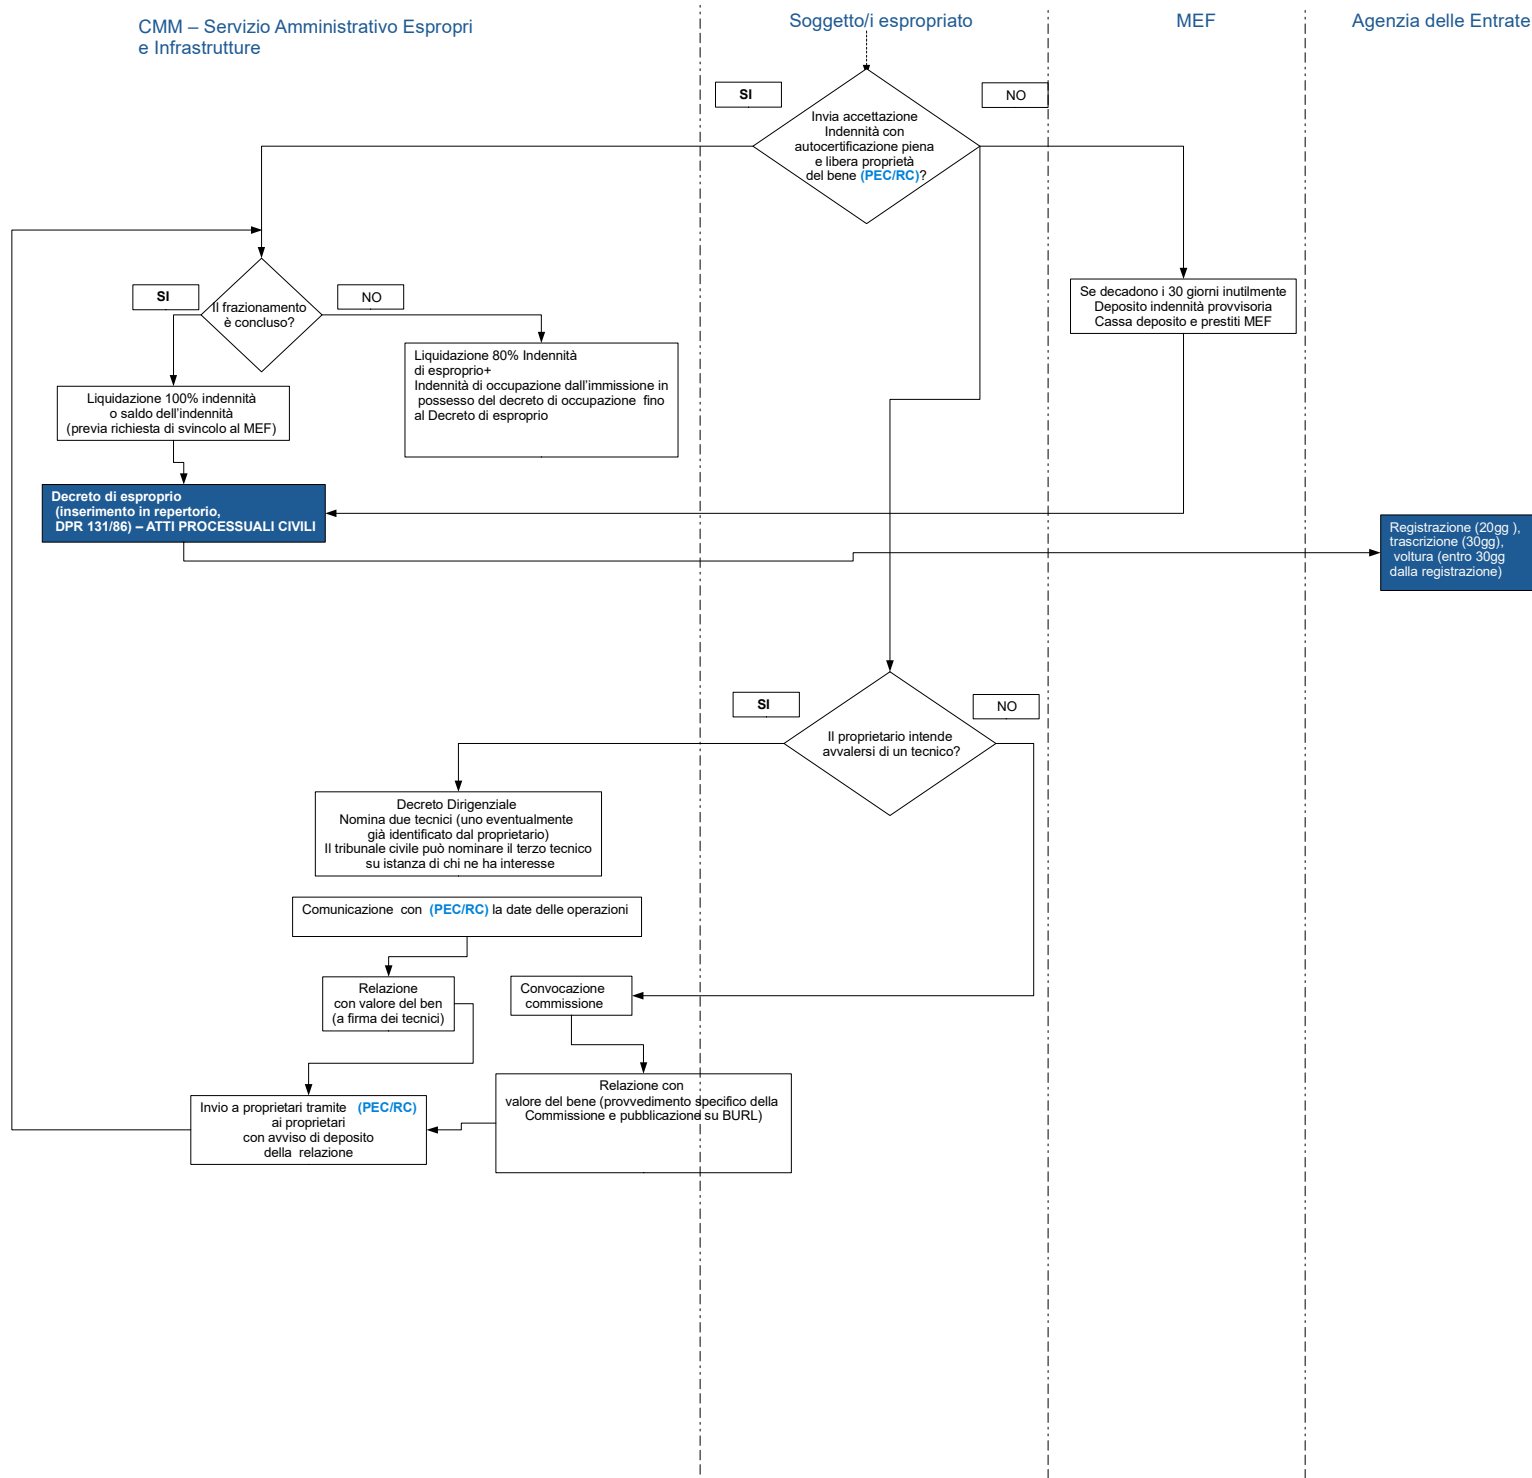 CMM – Servizio Amministrativo Espropri
e Infrastrutture
Soggetto/i espropriato
MEF
Agenzia delle Entrate
SI
NO
Invia accettazione
Indennità con
autocertificazione piena
e libera proprietà
del bene (PEC/RC)?
SI
NO
Il frazionamento
è concluso?
Se decadono i 30 giorni inutilmente
Deposito indennità provvisoria
Cassa deposito e prestiti MEF
Liquidazione 80% Indennità
di esproprio+
Indennità di occupazione dall'immissione in
possesso del decreto di occupazione fino
al Decreto di esproprio
Liquidazione 100% indennità
o saldo dell'indennità
(previa richiesta di svincolo al MEF)
Decreto di esproprio
(inserimento in repertorio,
DPR 131/86) – ATTI PROCESSUALI CIVILI
Registrazione (20gg ),
trascrizione (30gg),
voltura (entro 30gg
dalla registrazione)
SI
NO
Il proprietario intende
avvalersi di un tecnico?
Decreto Dirigenziale
Nomina due tecnici (uno eventualmente
già identificato dal proprietario)
Il tribunale civile può nominare il terzo tecnico
su istanza di chi ne ha interesse
Comunicazione con (PEC/RC) la date delle operazioni
Relazione
con valore del ben
(a firma dei tecnici)
Convocazione
commissione
Relazione con
valore del bene (provvedimento specifico della
Commissione e pubblicazione su BURL)
Invio a proprietari tramite (PEC/RC)
ai proprietari
con avviso di deposito
della relazione